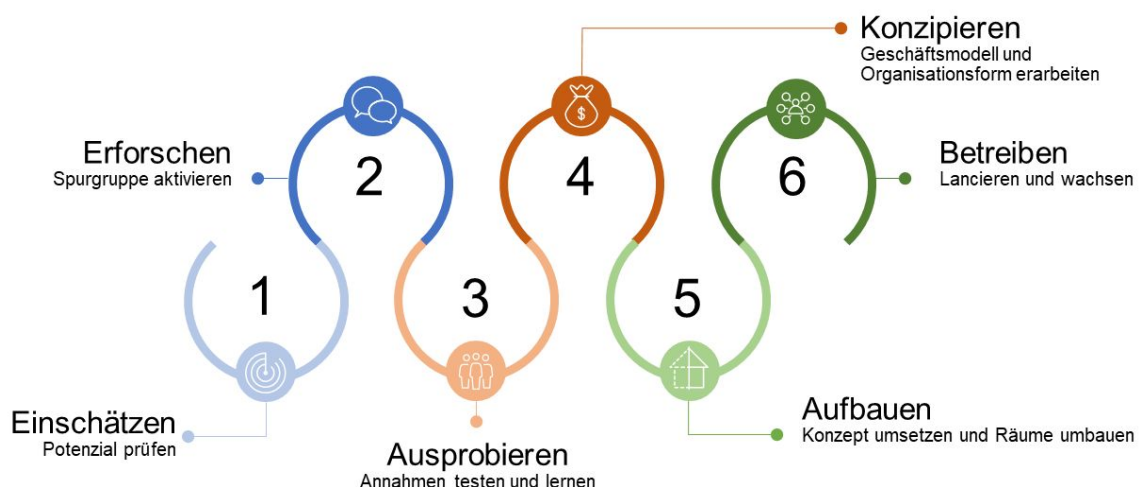 1
Einschätzen
Potenzial prüfen
2
Erforschen
Spurgruppe aktivieren
3
Ausprobieren
Annahmen testen und lernen
4
$
Konzipieren
Geschäftsmodell und
Organisationsform erarbeiten
5
Aufbauen
Konzept umsetzen und Räume umbauen
6
Betreiben
Lancieren und wachsen